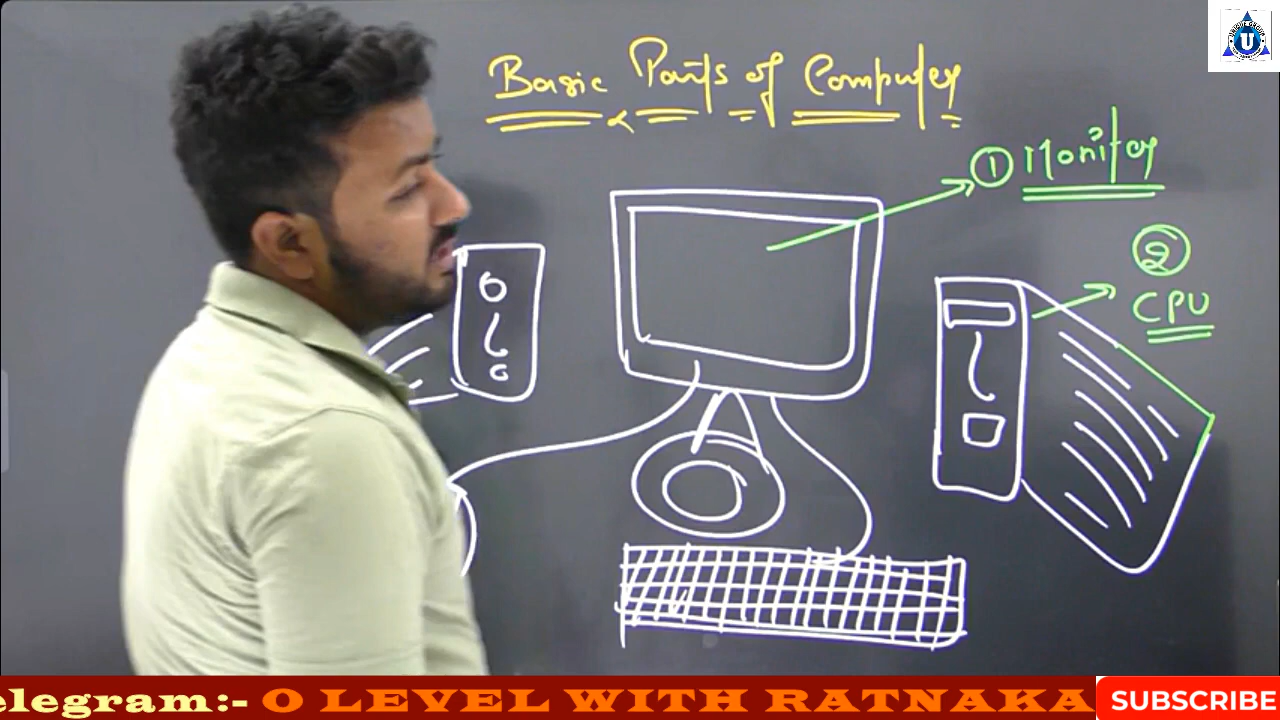 Basic Parts of Computer
① Monitor
②
CPU
U
elegram:- O LEVEL WITH RATNAKA
SUBSCRIBE